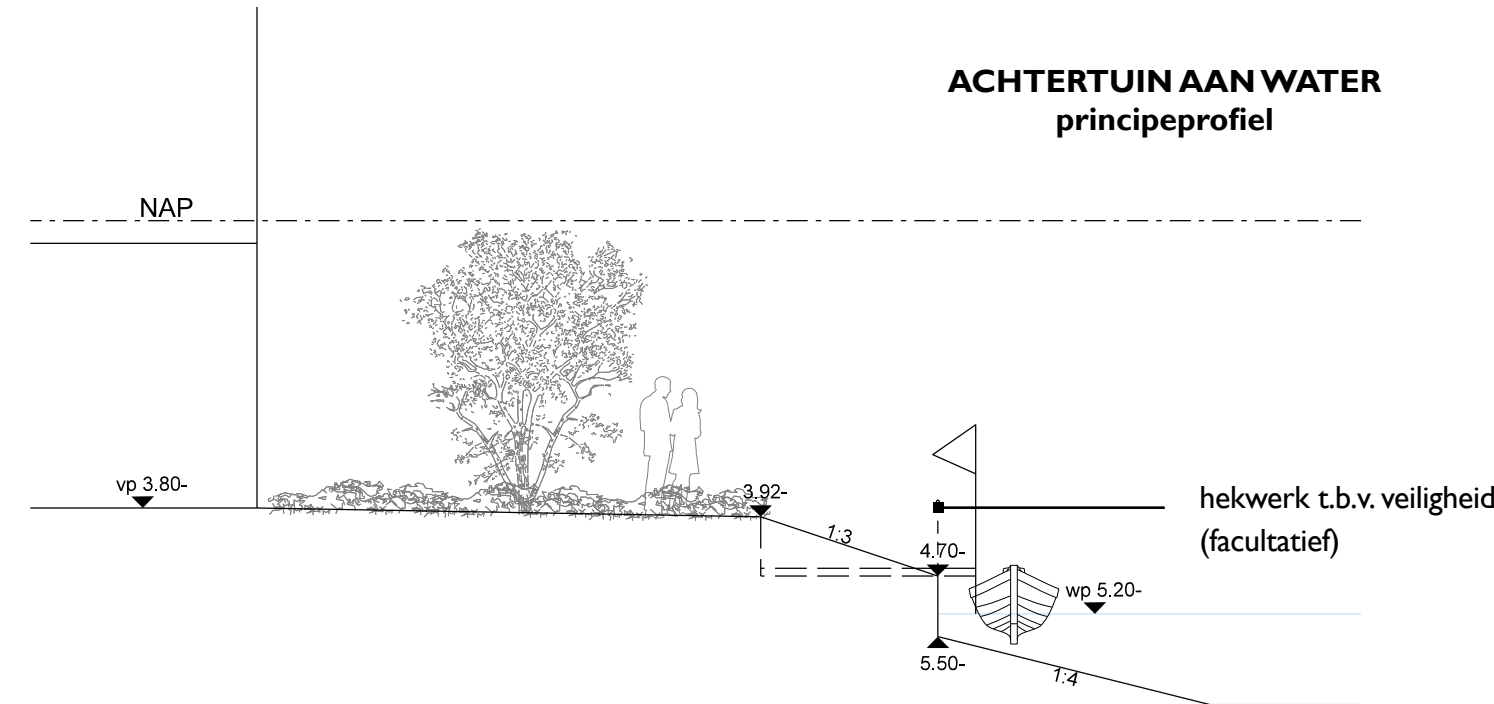 ACHTERTUIN AAN WATER
principeprofiel
NAP
vp 3.80-
3.92-
hekwerk t.b.v. veiligheid
(facultatief)
1:3
4.70-
wp 5.20-
5.50-
1:4